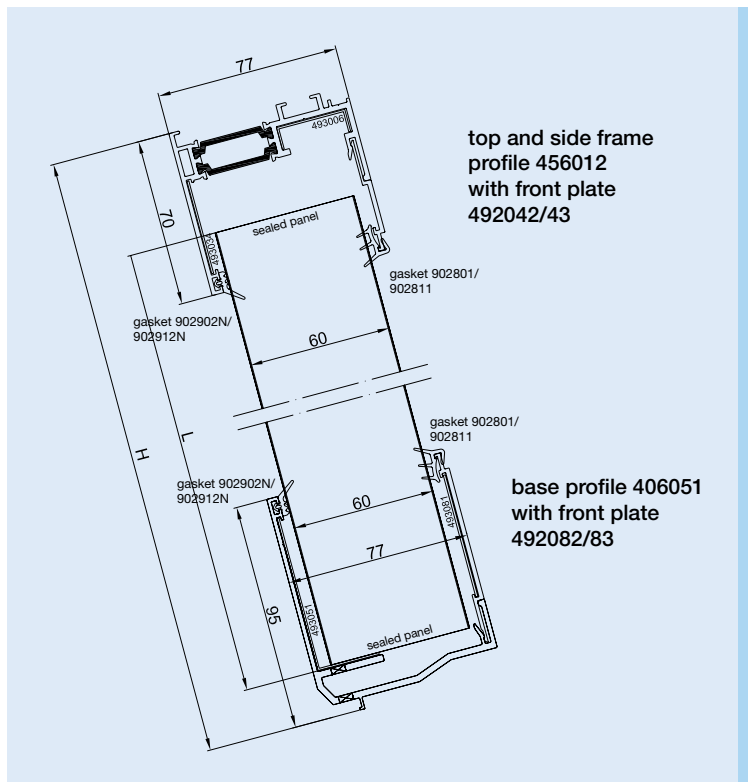 77
493006
top and side frame
profile 456012
with front plate
492042/43
70
sealed panel
493034
gasket 902801/
902811
gasket 902902N/
902912N
60
L
H
gasket 902801/
902811
gasket 902902N/
902912N
base profile 406051
with front plate
492082/83
60
493081
77
95
493051
sealed panel